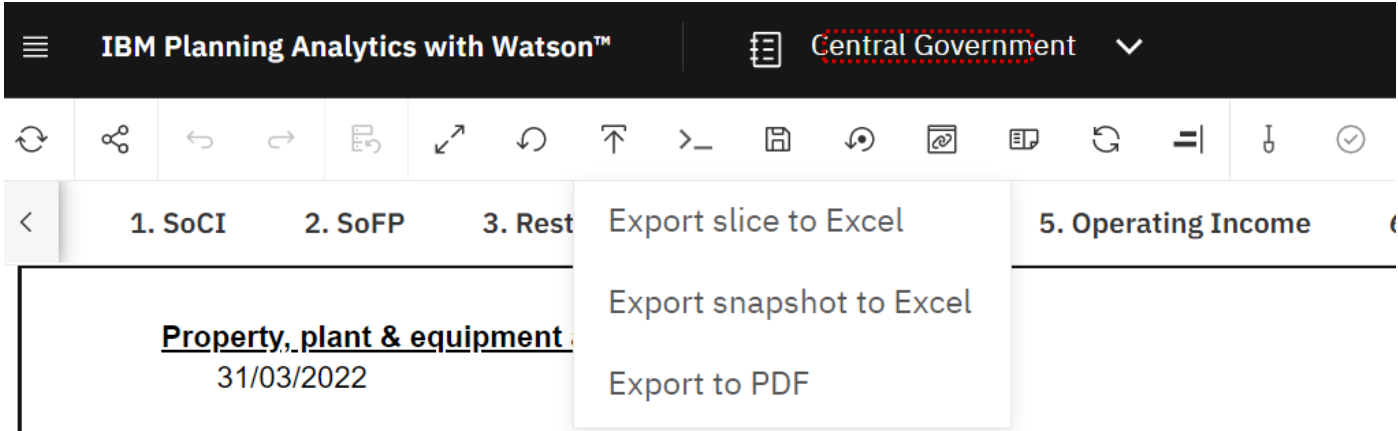 IBM Planning Analytics with Watson™ Central Government
1. SoCI 2. SoFP 3. Rest 5. Operating Income
Export slice to Excel
Export snapshot to Excel
Export to PDF
Property, plant & equipment
31/03/2022